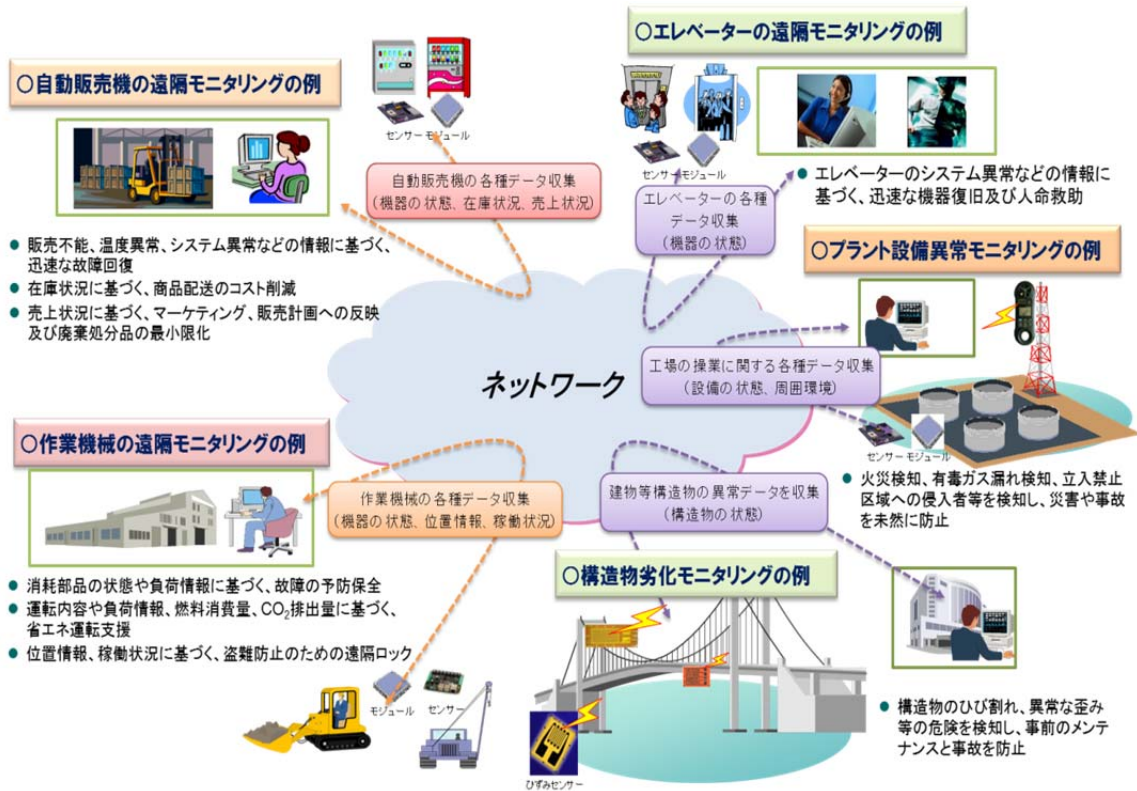 ○自動販売機の遠隔モニタリングの例
センサー モジュール
自動販売機の各種データ収集
(機器の状態、在庫状況、売上状況)
● 販売不能、温度異常、システム異常などの情報に基づく、
迅速な故障回復
● 在庫状況に基づく、商品配送のコスト削減
● 売上状況に基づく、マーケティング、販売計画への反映
及び廃棄処分品の最小限化
○エレベーターの遠隔モニタリングの例
センサー モジュール
エレベーターの各種
データ収集
(機器の状態)
● エレベーターのシステム異常などの情報に
基づく、迅速な機器復旧及び人命救助
○プラント設備異常モニタリングの例
工場の操業に関する各種データ収集
(設備の状態、周囲環境)
センサー モジュール
● 火災検知、有毒ガス漏れ検知、立入禁止
区域への侵入者等を検知し、災害や事故
を未然に防止
ネットワーク
○作業機械の遠隔モニタリングの例
作業機械の各種データ収集
(機器の状態、位置情報、稼働状況)
● 消耗部品の状態や負荷情報に基づく、故障の予防保全
● 運転内容や負荷情報、燃料消費量、CO₂排出量に基づく、
省エネ運転支援
● 位置情報、稼働状況に基づく、盗難防止のための遠隔ロック
モジュール
センサー
建物等構造物の異常データを収集
(構造物の状態)
○構造物劣化モニタリングの例
ひずみセンサー
● 構造物のひび割れ、異常な歪み
等の危険を検知し、事前のメンテ
ナンスと事故を防止